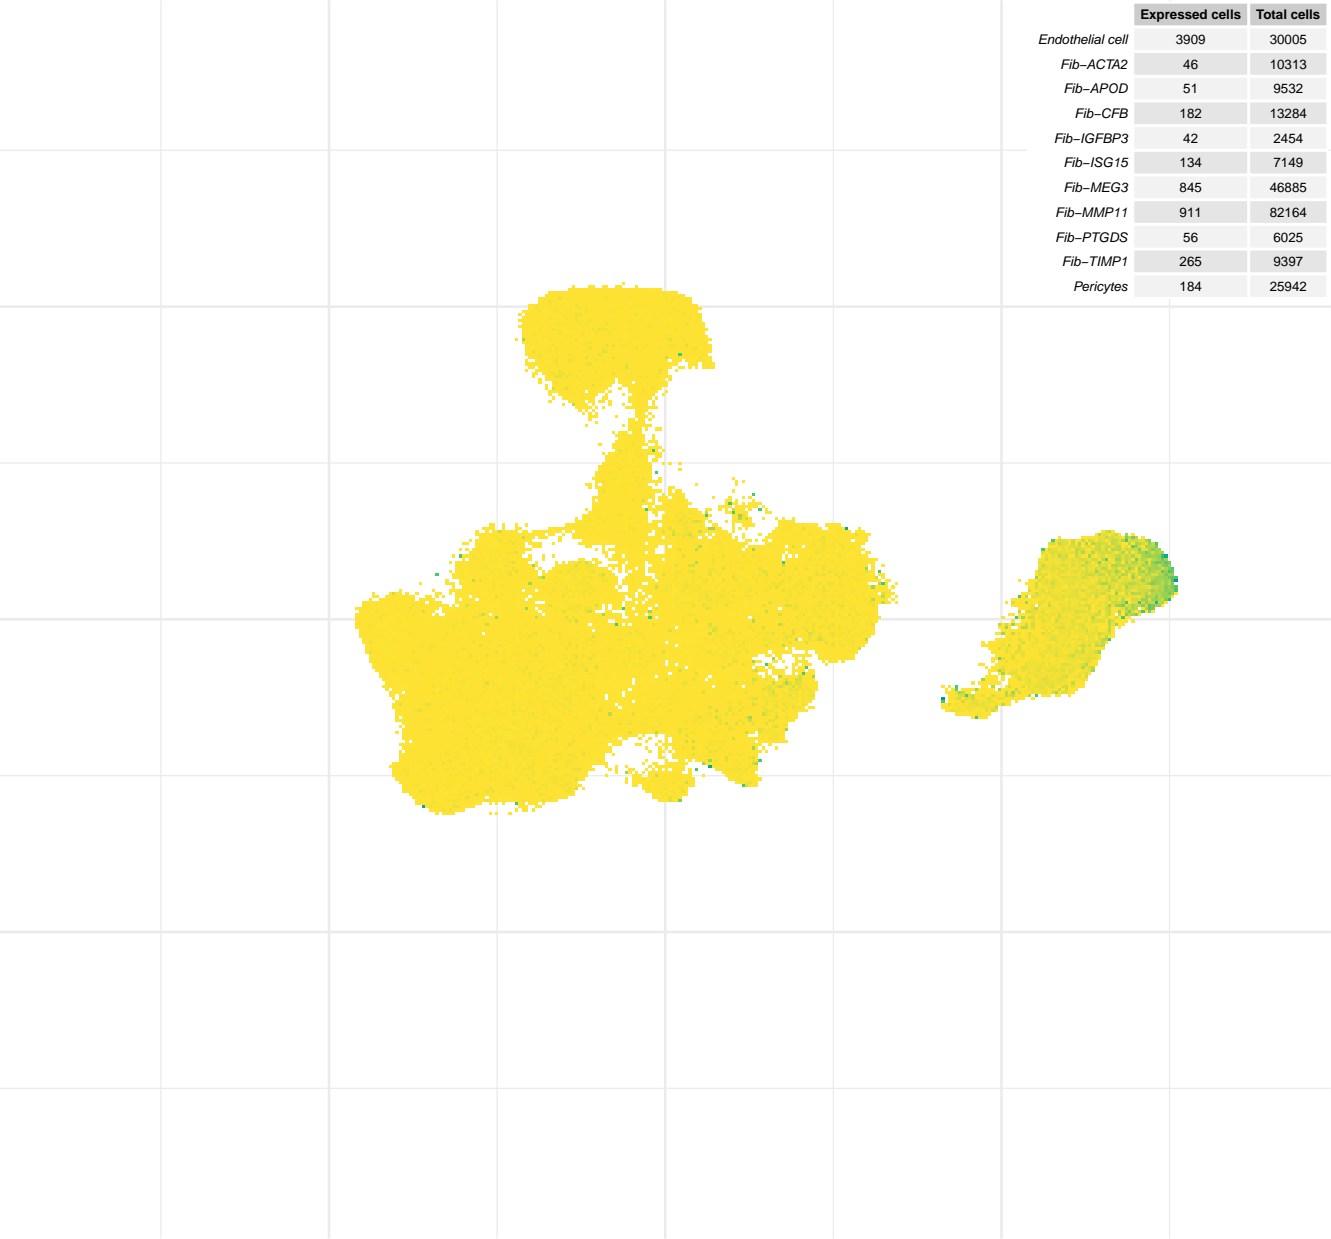 Expressed cells Total cells
Endothelial cell 3909 30005
Fib−ACTA2 46 10313
Fib−APOD 51 9532
Fib−CFB 182 13284
Fib−IGFBP3 42 2454
Fib−ISG15 134 7149
Fib−MEG3 845 46885
Fib−MMP11 911 82164
Fib−PTGDS 56 6025
Fib−TIMP1 265 9397
Pericytes 184 25942